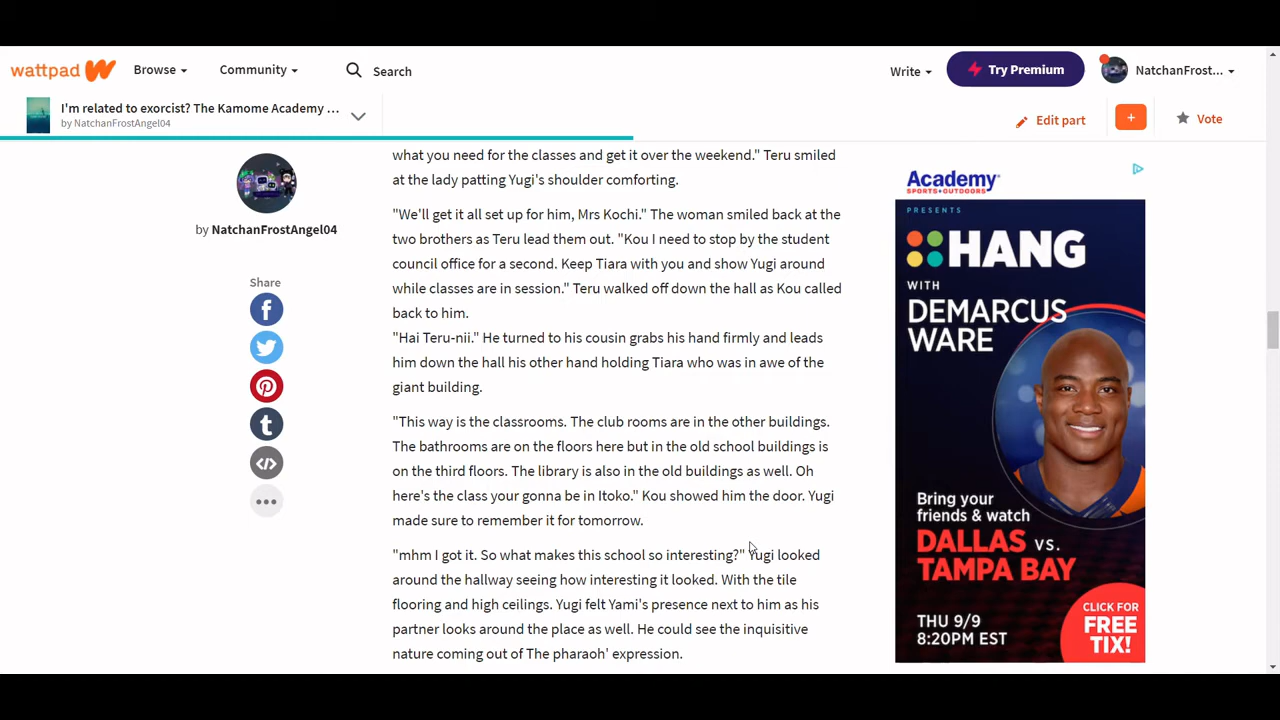 wattpad
Browse
Community
Search
Write
Try Premium
NatchanFrost...
I'm related to exorcist? The Kamome Academy ...
by NatchanFrostAngel04
Edit part
+
Vote
by NatchanFrostAngel04
Share
what you need for the classes and get it over the weekend." Teru smiled
at the lady patting Yugi's shoulder comforting.
"We'll get it all set up for him, Mrs Kochi." The woman smiled back at the
two brothers as Teru lead them out. "Kou I need to stop by the student
council office for a second. Keep Tiara with you and show Yugi around
while classes are in session." Teru walked off down the hall as Kou called
back to him.
"Hai Teru-nii." He turned to his cousin grabs his hand firmly and leads
him down the hall his other hand holding Tiara who was in awe of the
giant building.
"This way is the classrooms. The club rooms are in the other buildings.
The bathrooms are on the floors here but in the old school buildings is
on the third floors. The library is also in the old buildings as well. Oh
here's the class your gonna be in Itoko." Kou showed him the door. Yugi
made sure to remember it for tomorrow.
"mhm I got it. So what makes this school so interesting?" Yugi looked
around the hallway seeing how interesting it looked. With the tile
flooring and high ceilings. Yugi felt Yami's presence next to him as his
partner looks around the place as well. He could see the inquisitive
nature coming out of The pharaoh' expression.
Academy
SPORTS+OUTDOORS
PRESENTS
HANG
WITH
DEMARCUS
WARE
Bring your
friends & watch
DALLAS vs.
TAMPA BAY
THU 9/9
8:20PM EST
CLICK FOR
FREE
TIX!